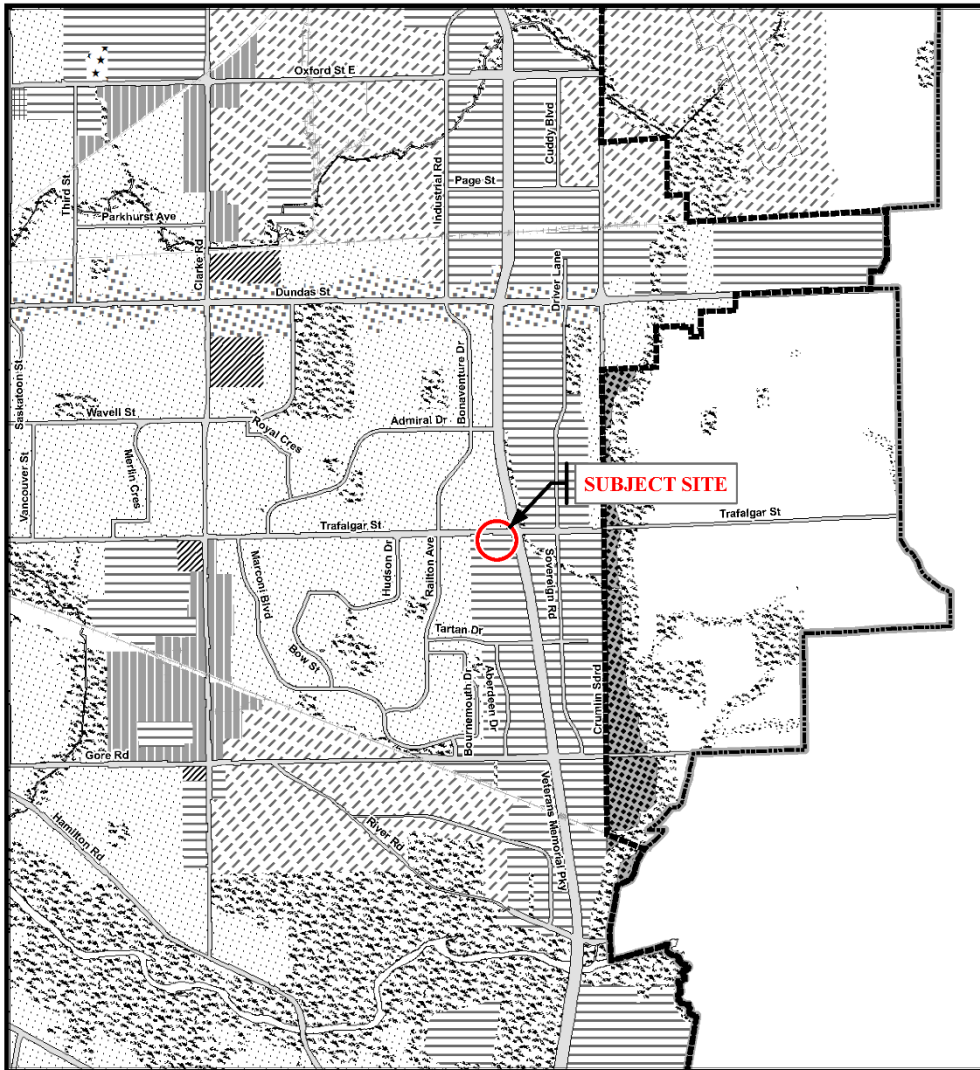 Oxford St E
Cuddy Blvd
Industrial Rd
Third St
Page St
Parkhurst Ave
Clarke Rd
Driver Lane
Dundas St
Saskatoon St
Bonaventure Dr
Wavell St
Admiral Dr
Royal Cres
Vancouver St
Merlin Cres
SUBJECT SITE
Trafalgar St
Trafalgar St
Marconi Blvd
Hudson Dr
Railton Ave
Sovereign Rd
Tartan Dr
Bow St
Bournemouth Dr
Aberdeen Dr
Crumlin Sdrd
Gore Rd
Veterans Memorial Pky
Hamilton Rd
River Rd